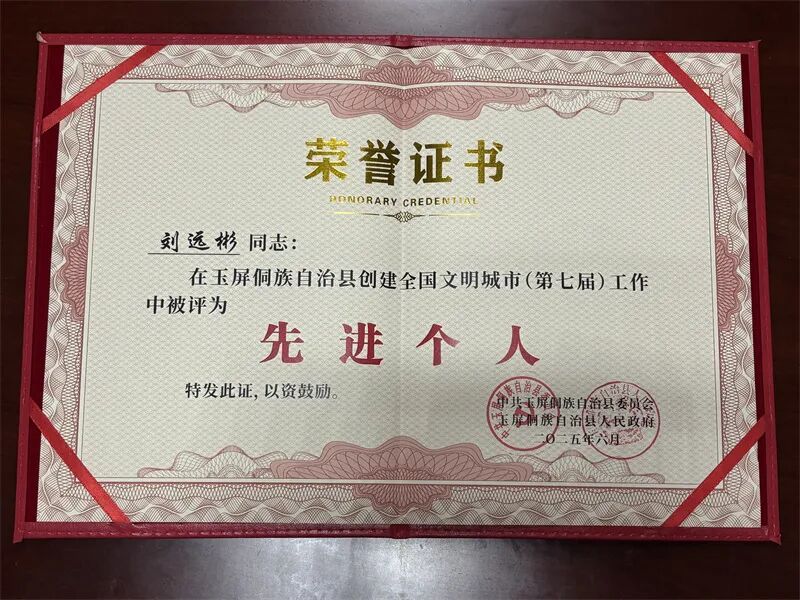 荣誉证书
HONORARY CREDENTIAL
刘远彬 同志：
在玉屏侗族自治县创建全国文明城市（第七届）工作
中被评为
先进个人
特发此证，以资鼓励。
中共玉屏侗族自治县委员会
玉屏侗族自治县人民政府
二〇二五年六月